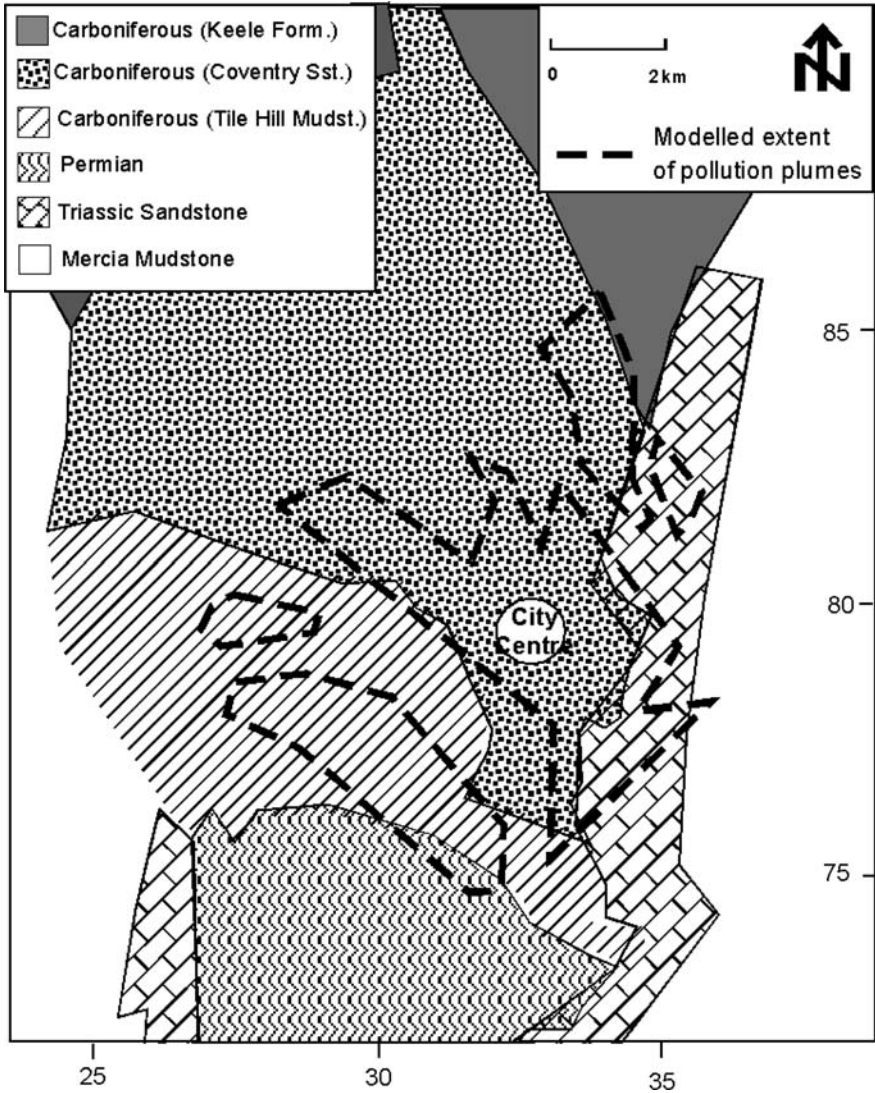 Carboniferous (Keele Form.)
Carboniferous (Coventry Sst.)
Carboniferous (Tile Hill Mudst.)
Permian
Triassic Sandstone
Mercia Mudstone
0 2km
N
Modelled extent
of pollution plumes
City
Centre
85
80
75
25 30 35